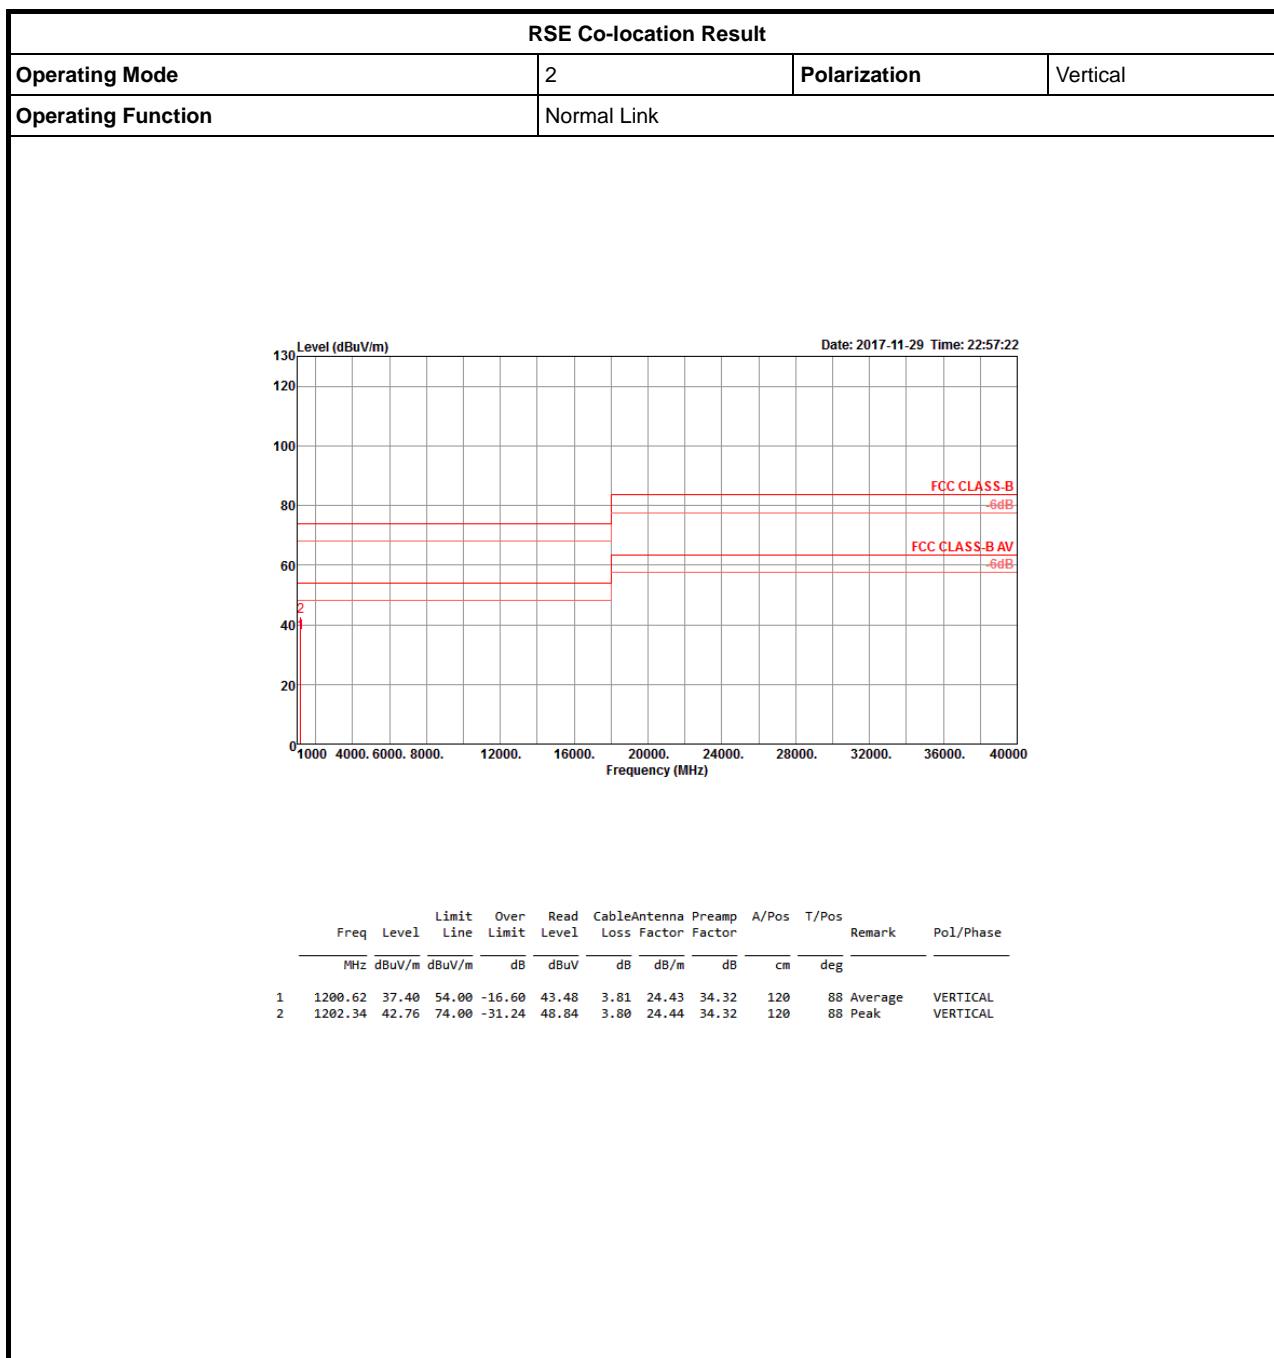 RSE Co-location Result
Operating Mode 2 Polarization Vertical
Operating Function Normal Link
Level (dBuV/m) Date: 2017-11-29 Time: 22:57:22
130
120
100
80
60
40
20
0
FCC CLASS-B
-6dB
FCC CLASS-B AV
-6dB
2
1
1000 4000. 6000. 8000. 12000. 16000. 20000. 24000. 28000. 32000. 36000. 40000
Frequency (MHz)
Limit Over Read CableAntenna Preamp A/Pos T/Pos
Freq Level Line Limit Level Loss Factor Factor Remark Pol/Phase
MHz dBuV/m dBuV/m dB dBuV dB dB/m dB cm deg
1 1200.62 37.40 54.00 -16.60 43.48 3.81 24.43 34.32 120 88 Average VERTICAL
2 1202.34 42.76 74.00 -31.24 48.84 3.80 24.44 34.32 120 88 Peak VERTICAL